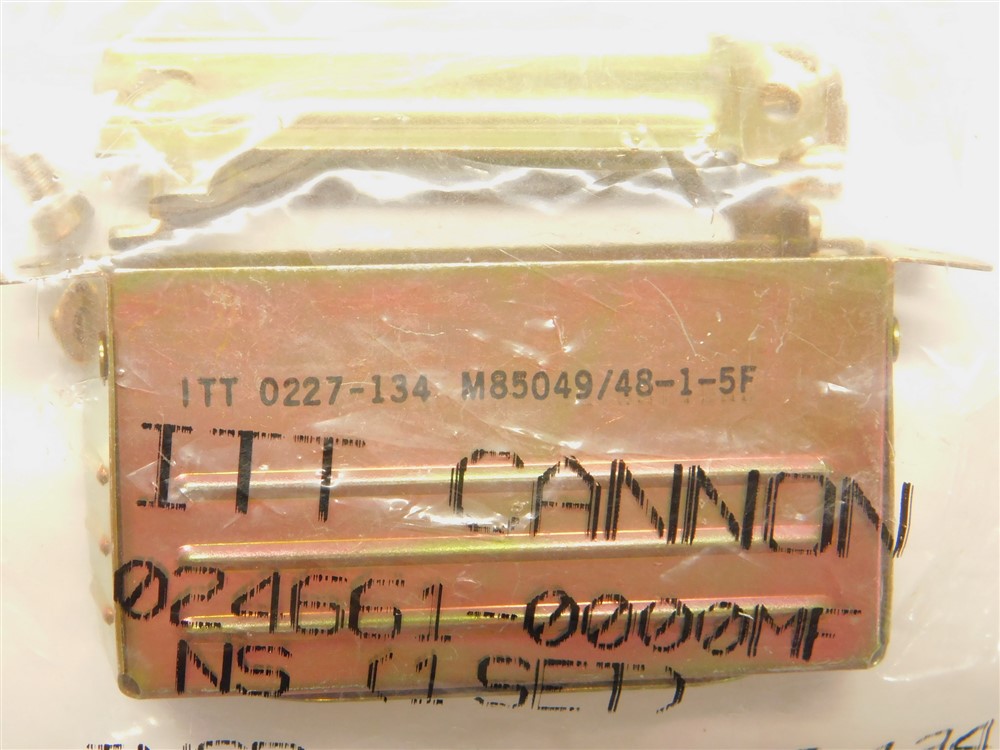 ITT 0227-134 M85049/48-1-5F
ITT CANNON
024661-0000MF
NS (1 SET)